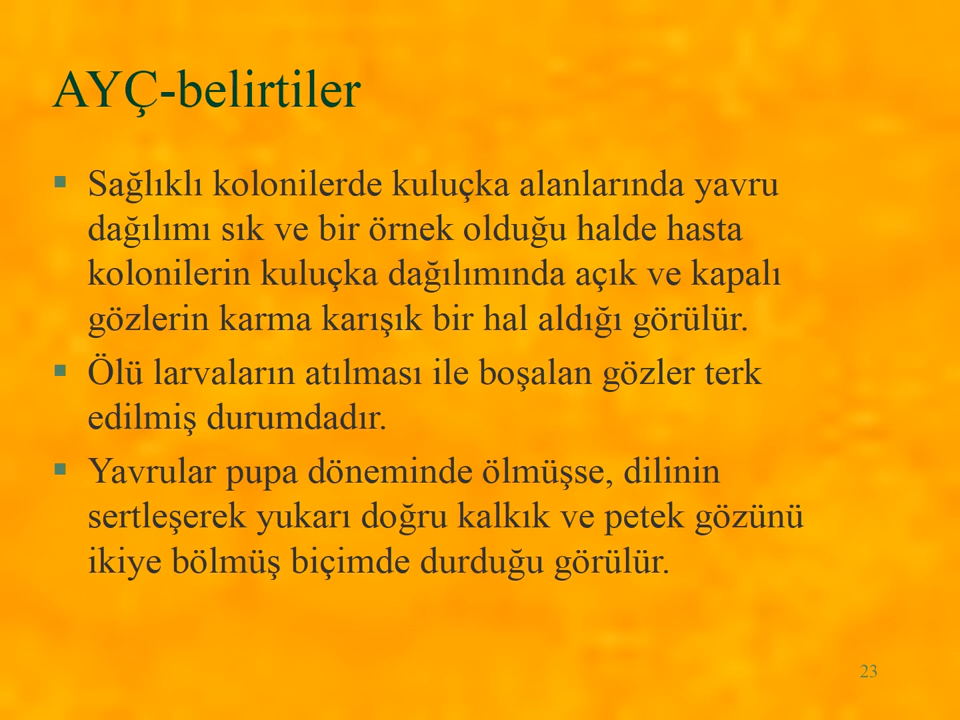 AYÇ-belirtiler
▪ Sağlıklı kolonilerde kuluçka alanlarında yavru
dağılımı sık ve bir örnek olduğu halde hasta
kolonilerin kuluçka dağılımında açık ve kapalı
gözlerin karma karışık bir hal aldığı görülür.
▪ Ölü larvaların atılması ile boşalan gözler terk
edilmiş durumdadır.
▪ Yavrular pupa döneminde ölmüşse, dilinin
sertleşerek yukarı doğru kalkık ve petek gözünü
ikiye bölmüş biçimde durduğu görülür.
23